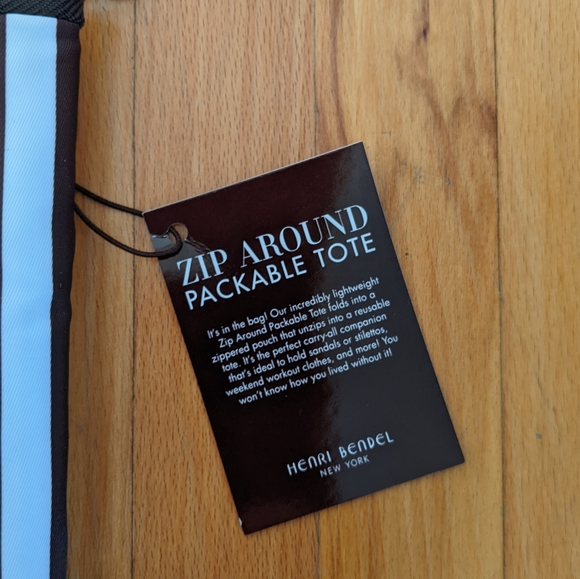 ZIP AROUND
PACKABLE TOTE
It's in the bag! Our incredibly lightweight
Zip Around Packable Tote folds into a
zippered pouch that unzips into a reusable
tote. It's the perfect carry-all companion
that's ideal to hold sandals or stilettos,
weekend workout clothes, and more! You
won't know how you lived without it!
HENRI BENDEL
NEW YORK